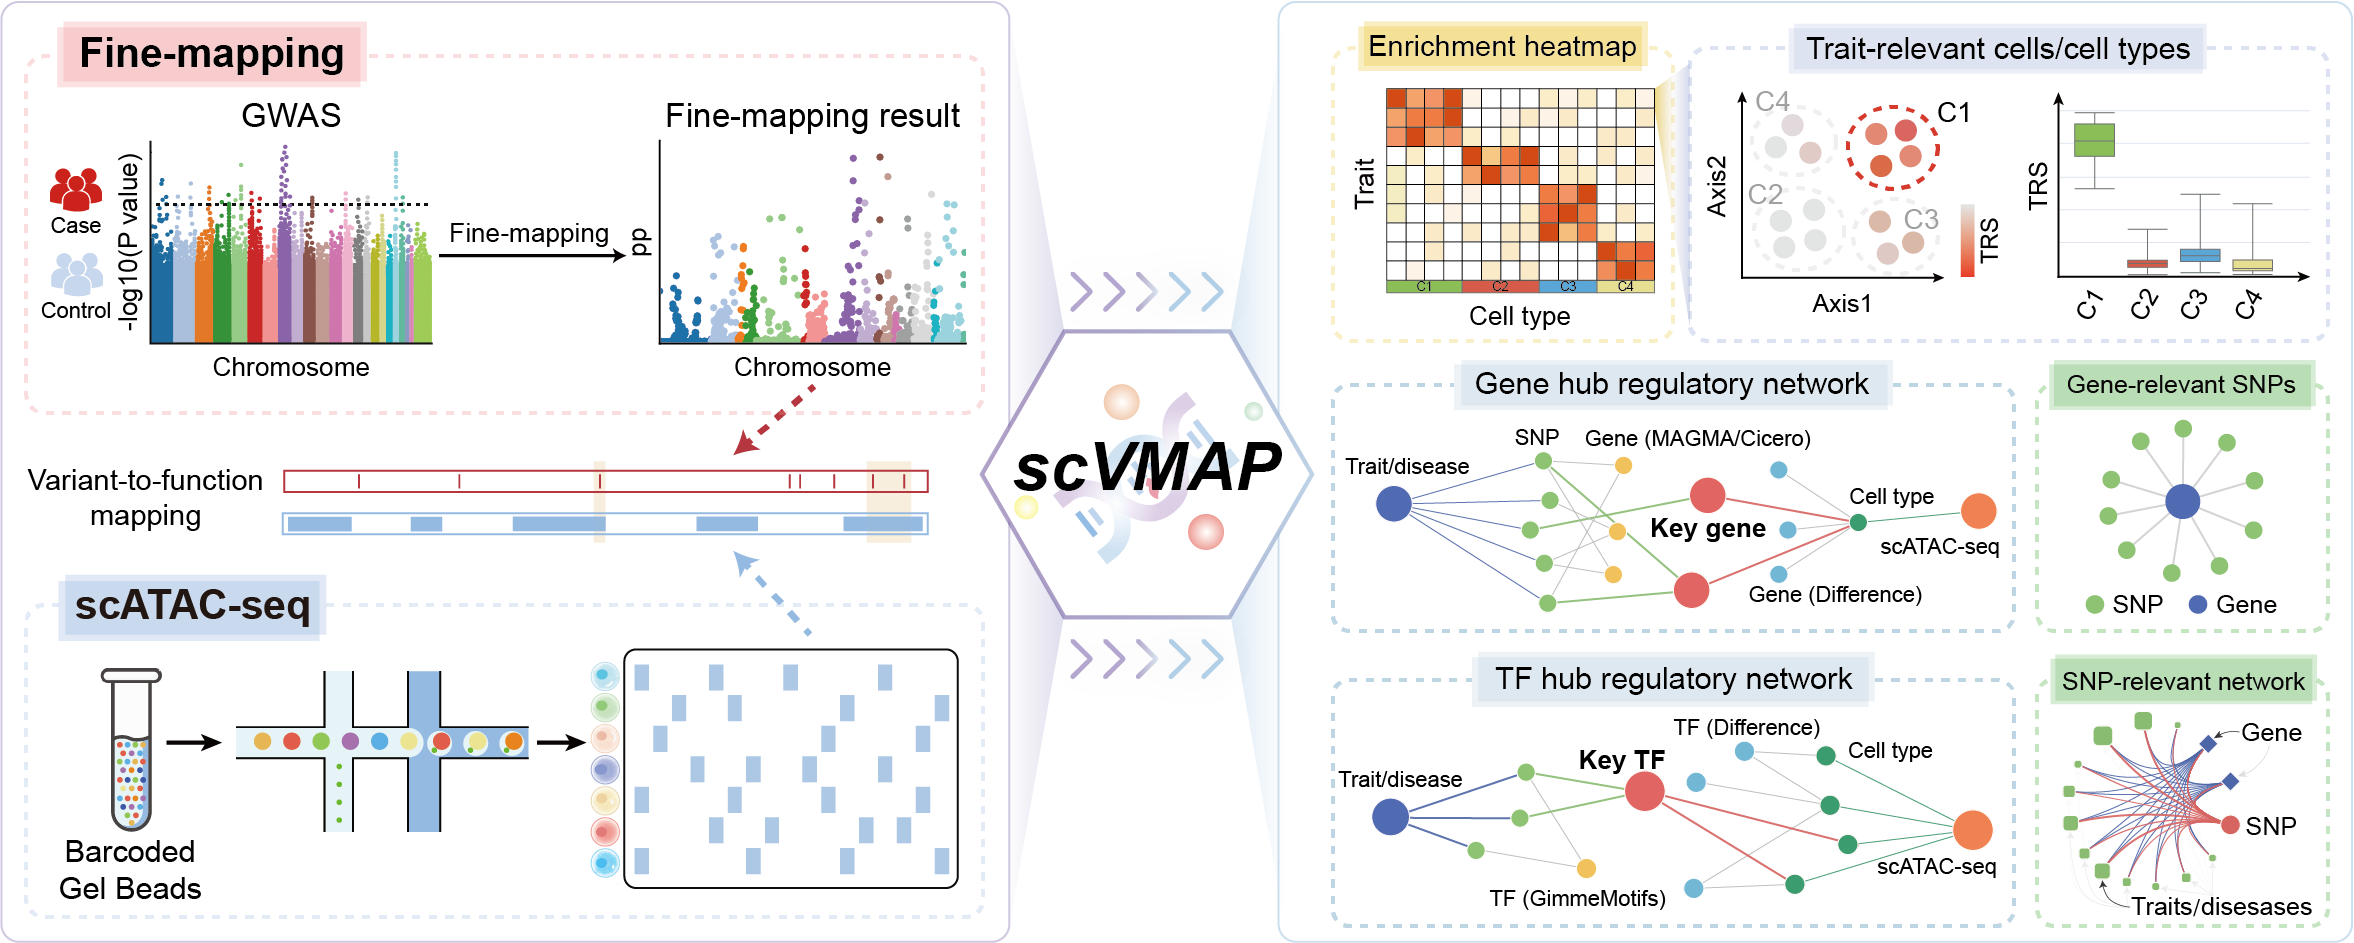 Fine-mapping
GWAS
Case
Control
-log10(P value)
Chromosome
Fine-mapping
Fine-mapping result
pp
Chromosome
Variant-to-function
mapping
scATAC-seq
Barcoded
Gel Beads
scVMAP
Enrichment heatmap
Trait
C1
C2
C3
C4
Cell type
Trait-relevant cells/cell types
C4
C1
C2
C3
Axis2
Axis1
TRS
TRS
C1
C2
C3
C4
Gene hub regulatory network
Trait/disease
SNP
Gene (MAGMA/Cicero)
Key gene
Cell type
scATAC-seq
Gene (Difference)
Gene-relevant SNPs
SNP
Gene
TF hub regulatory network
Trait/disease
TF (Difference)
Key TF
Cell type
scATAC-seq
TF (GimmeMotifs)
SNP-relevant network
Gene
SNP
Traits/disesases